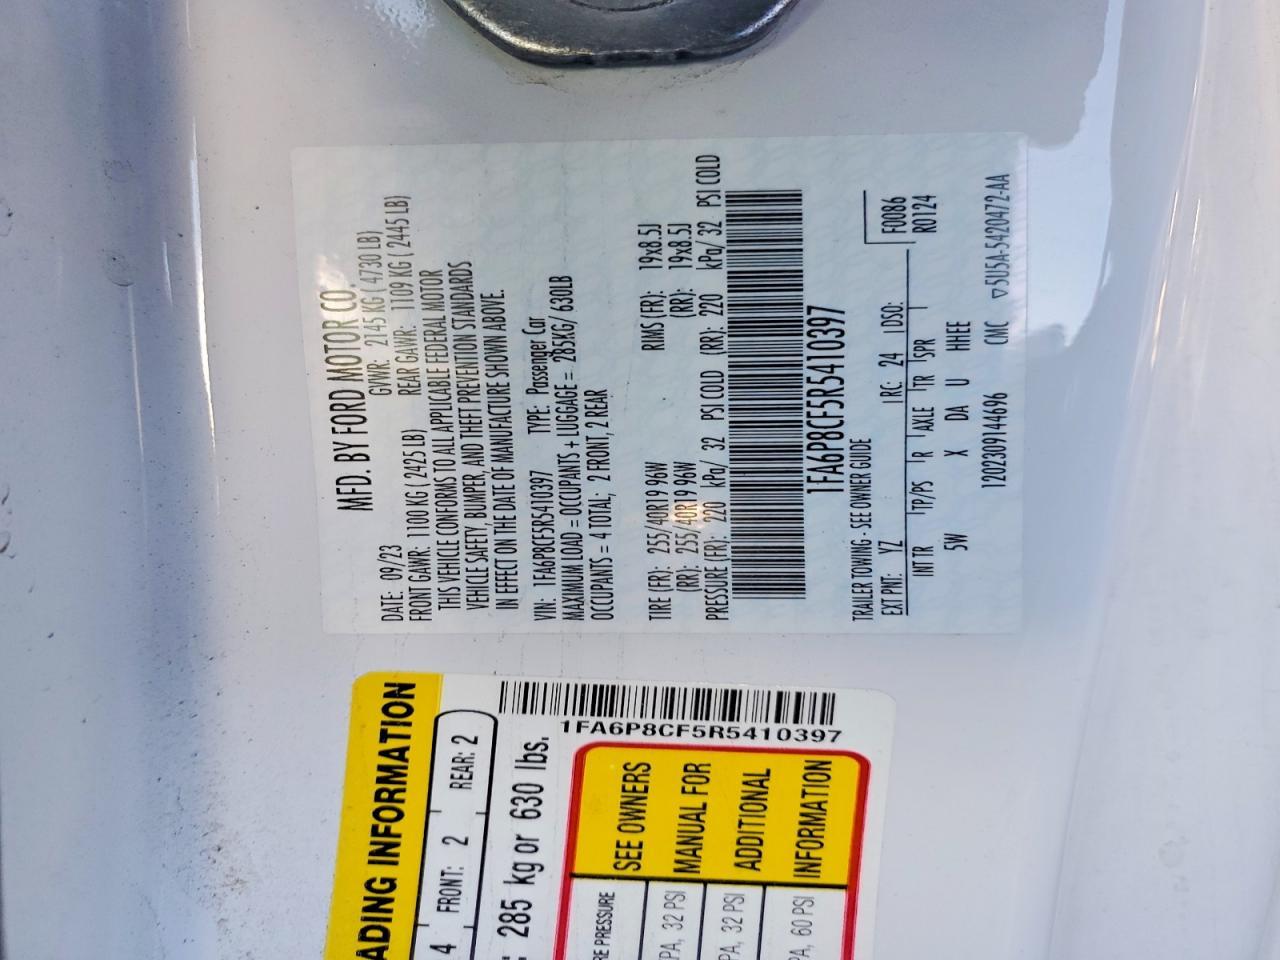 MFD. BY FORD MOTOR CO.
DATE: 09/23 GVWR: 2145 KG ( 4730 LB)
FRONT GAWR: 1100 KG ( 2425 LB) REAR GAWR: 1109 KG ( 2445 LB)
THIS VEHICLE CONFORMS TO ALL APPLICABLE FEDERAL MOTOR
VEHICLE SAFETY, BUMPER, AND THEFT PREVENTION STANDARDS
IN EFFECT ON THE DATE OF MANUFACTURE SHOWN ABOVE.
VIN: 1FA6P8CF5R5410397 TYPE: Passenger Car
MAXIMUM LOAD = OCCUPANTS + LUGGAGE = 285KG/ 630LB
OCCUPANTS = 4 TOTAL; 2 FRONT, 2 REAR
TIRE (FR): 255/40R19 96W RIMS (FR): 19x8.5J
(RR): 255/40R19 96W (RR): 19x8.5J
PRESSURE (FR): 220 kPa/ 32 PSI COLD (RR): 220 kPa/ 32 PSI COLD
1FA6P8CF5R5410397
TRAILER TOWING - SEE OWNER GUIDE F0086
EXT PNT: YZ RC: 24 DSO: R0124
INT TR TP/PS R AXLE TR SPR
5W X DA U HHEE
1202309144696 CMC ▽5U5A-5420472-AA
ADING INFORMATION
4 FRONT: 2 REAR: 2
: 285 kg or 630 lbs.
1FA6P8CF5R5410397
RE PRESSURE
PA, 32 PSI
PA, 32 PSI
PA, 60 PSI
SEE OWNERS
MANUAL FOR
ADDITIONAL
INFORMATION